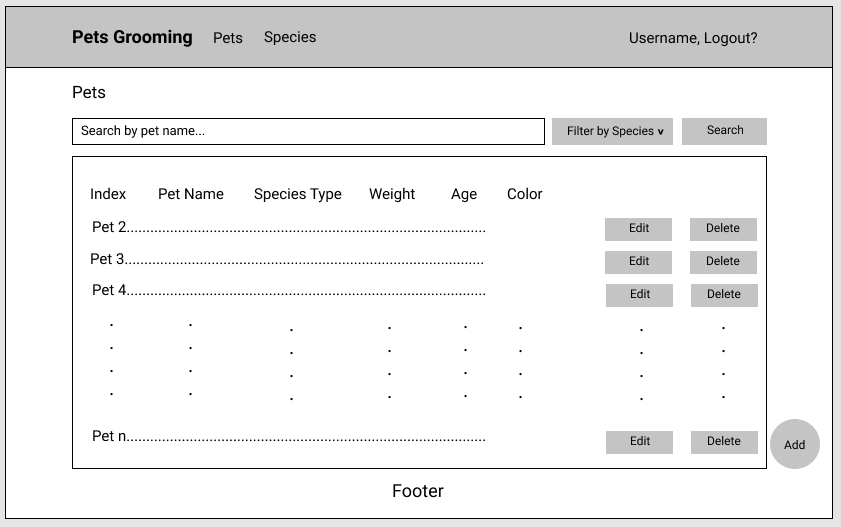 Pets Grooming Pets Species Username, Logout?
Pets
Search by pet name... Filter by Species v Search
Index Pet Name Species Type Weight Age Color
Pet 2......................................................................................... Edit Delete
Pet 3......................................................................................... Edit Delete
Pet 4......................................................................................... Edit Delete
. . . . . . . .
. . . . . . . .
. . . . . . . .
. . . . . . . .
Pet n......................................................................................... Edit Delete
Add
Footer